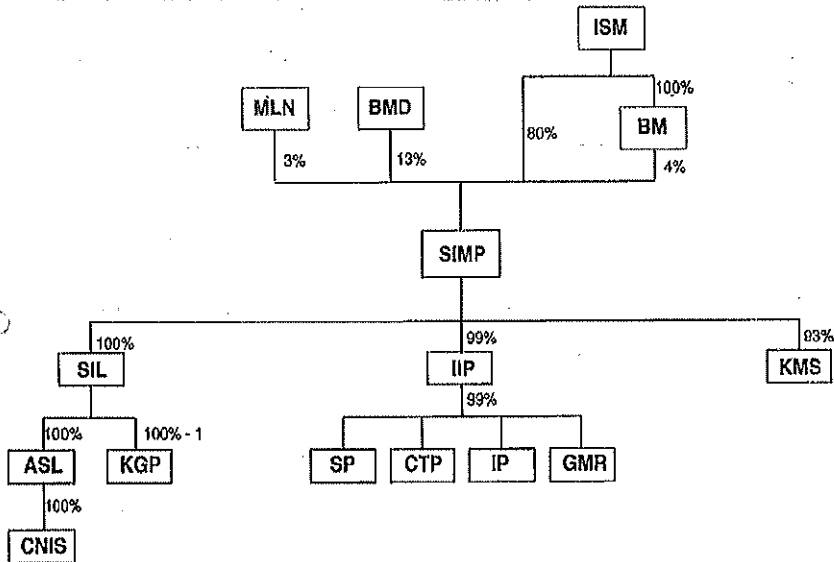 ISM
100%
MLN
BMD
BM
80%
3%
13%
4%
SIMP
100%
99%
93%
SIL
IIP
KMS
99%
100%
100% - 1
ASL
KGP
SP
CTP
IP
GMR
100%
CNIS